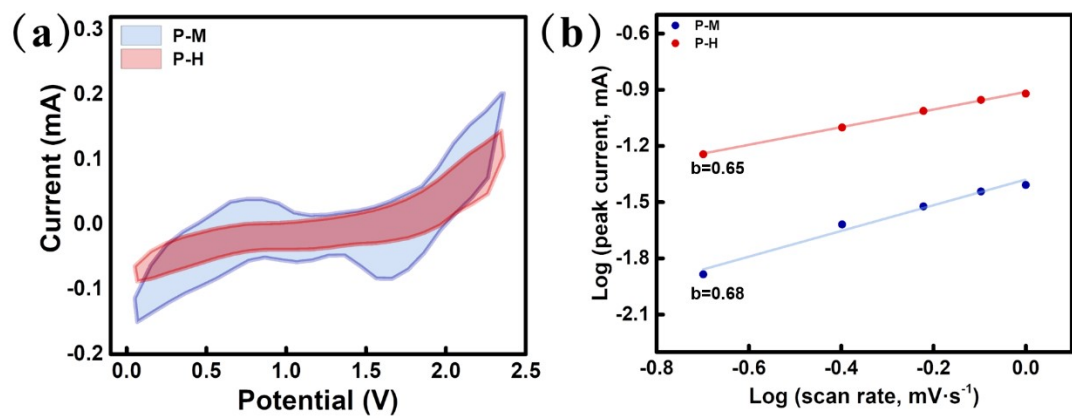 (a)
P-M
P-H
Current (mA)
0.3
0.2
0.1
0.0
-0.1
-0.2
0.0 0.5 1.0 1.5 2.0 2.5
Potential (V)
(b)
P-M
P-H
Log (peak current, mA)
-0.6
-0.9
-1.2
-1.5
-1.8
-2.1
b=0.65
b=0.68
-0.8 -0.6 -0.4 -0.2 0.0
Log (scan rate, mV·s⁻¹)